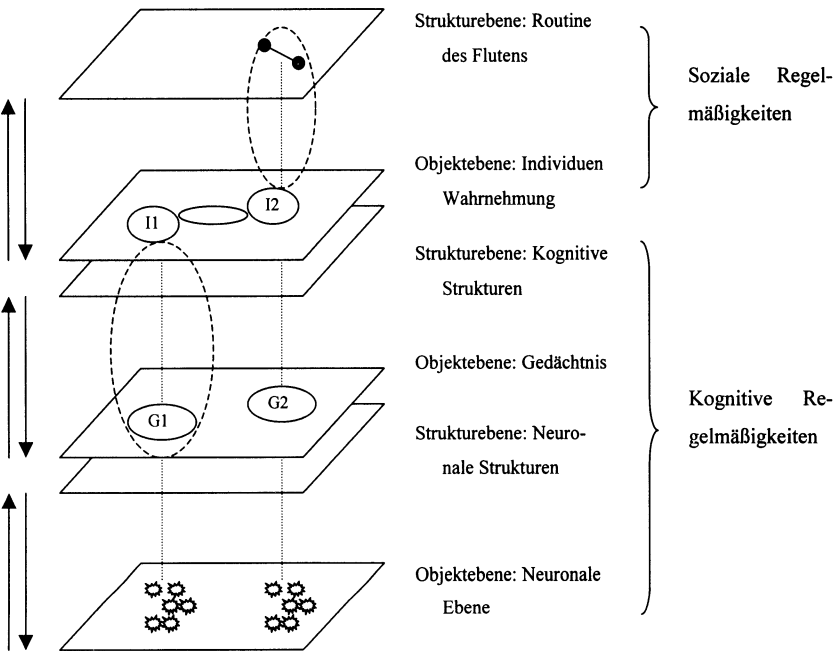 Strukturebene: Routine
des Flutens
Soziale Regel-
mäßigkeiten
Objektebene: Individuen
Wahrnehmung
I1
I2
Strukturebene: Kognitive
Strukturen
Objektebene: Gedächtnis
G1
G2
Kognitive Re-
gelmäßigkeiten
Strukturebene: Neuro-
nale Strukturen
Objektebene: Neuronale
Ebene